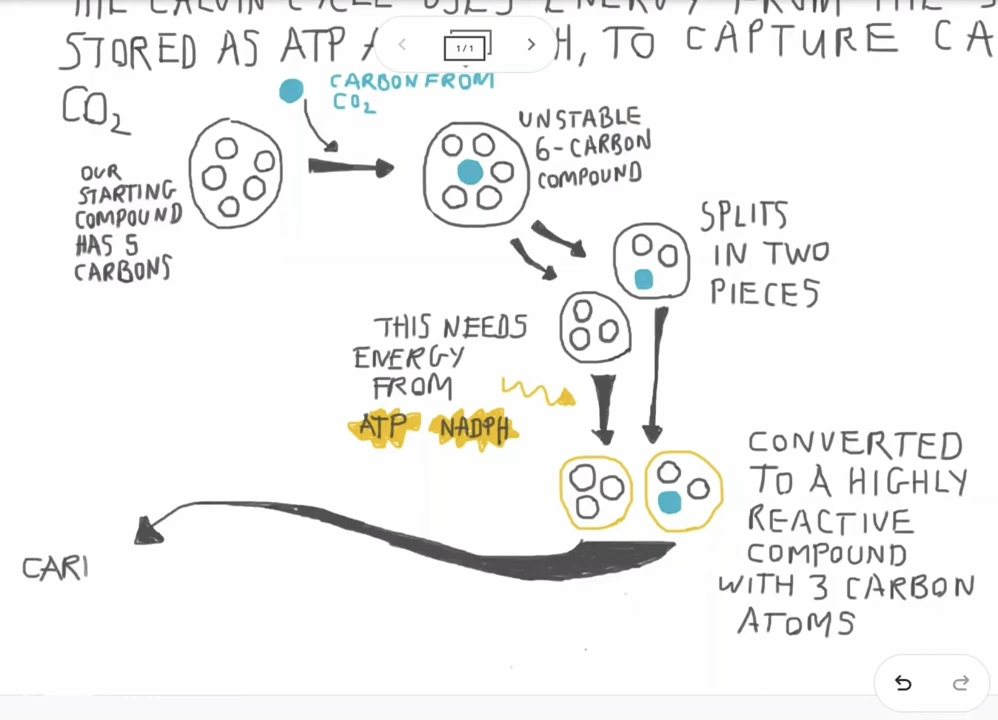 STORED AS ATP
H, TO CAPTURE CA
CO2
1/1
CARBON FROM
CO2
OUR
STARTING
COMPOUND
HAS 5
CARBONS
UNSTABLE
6-CARBON
COMPOUND
SPLITS
IN TWO
PIECES
THIS NEEDS
ENERGY
FROM
ATP NADPH
CONVERTED
TO A HIGHLY
REACTIVE
COMPOUND
WITH 3 CARBON
ATOMS
CARI